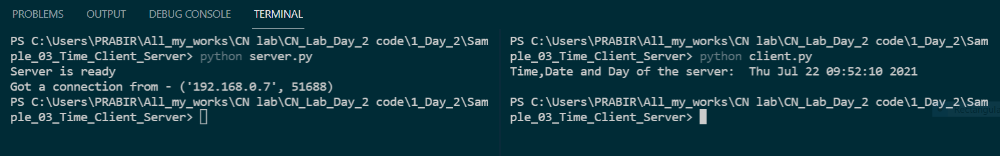 PROBLEMS OUTPUT DEBUG CONSOLE TERMINAL
PS C:\Users\PRABIR\All_my_works\CN lab\CN_Lab_Day_2 code\1_Day_2\Sam
ple_03_Time_Client_Server> python server.py
Server is ready
Got a connection from - ('192.168.0.7', 51688)
PS C:\Users\PRABIR\All_my_works\CN lab\CN_Lab_Day_2 code\1_Day_2\Sam
ple_03_Time_Client_Server>
PS C:\Users\PRABIR\All_my_works\CN lab\CN_Lab_Day_2 code\1_Day_2\Sam
ple_03_Time_Client_Server> python client.py
Time,Date and Day of the server:  Thu Jul 22 09:52:10 2021
PS C:\Users\PRABIR\All_my_works\CN lab\CN_Lab_Day_2 code\1_Day_2\Sam
ple_03_Time_Client_Server>
Rectangula